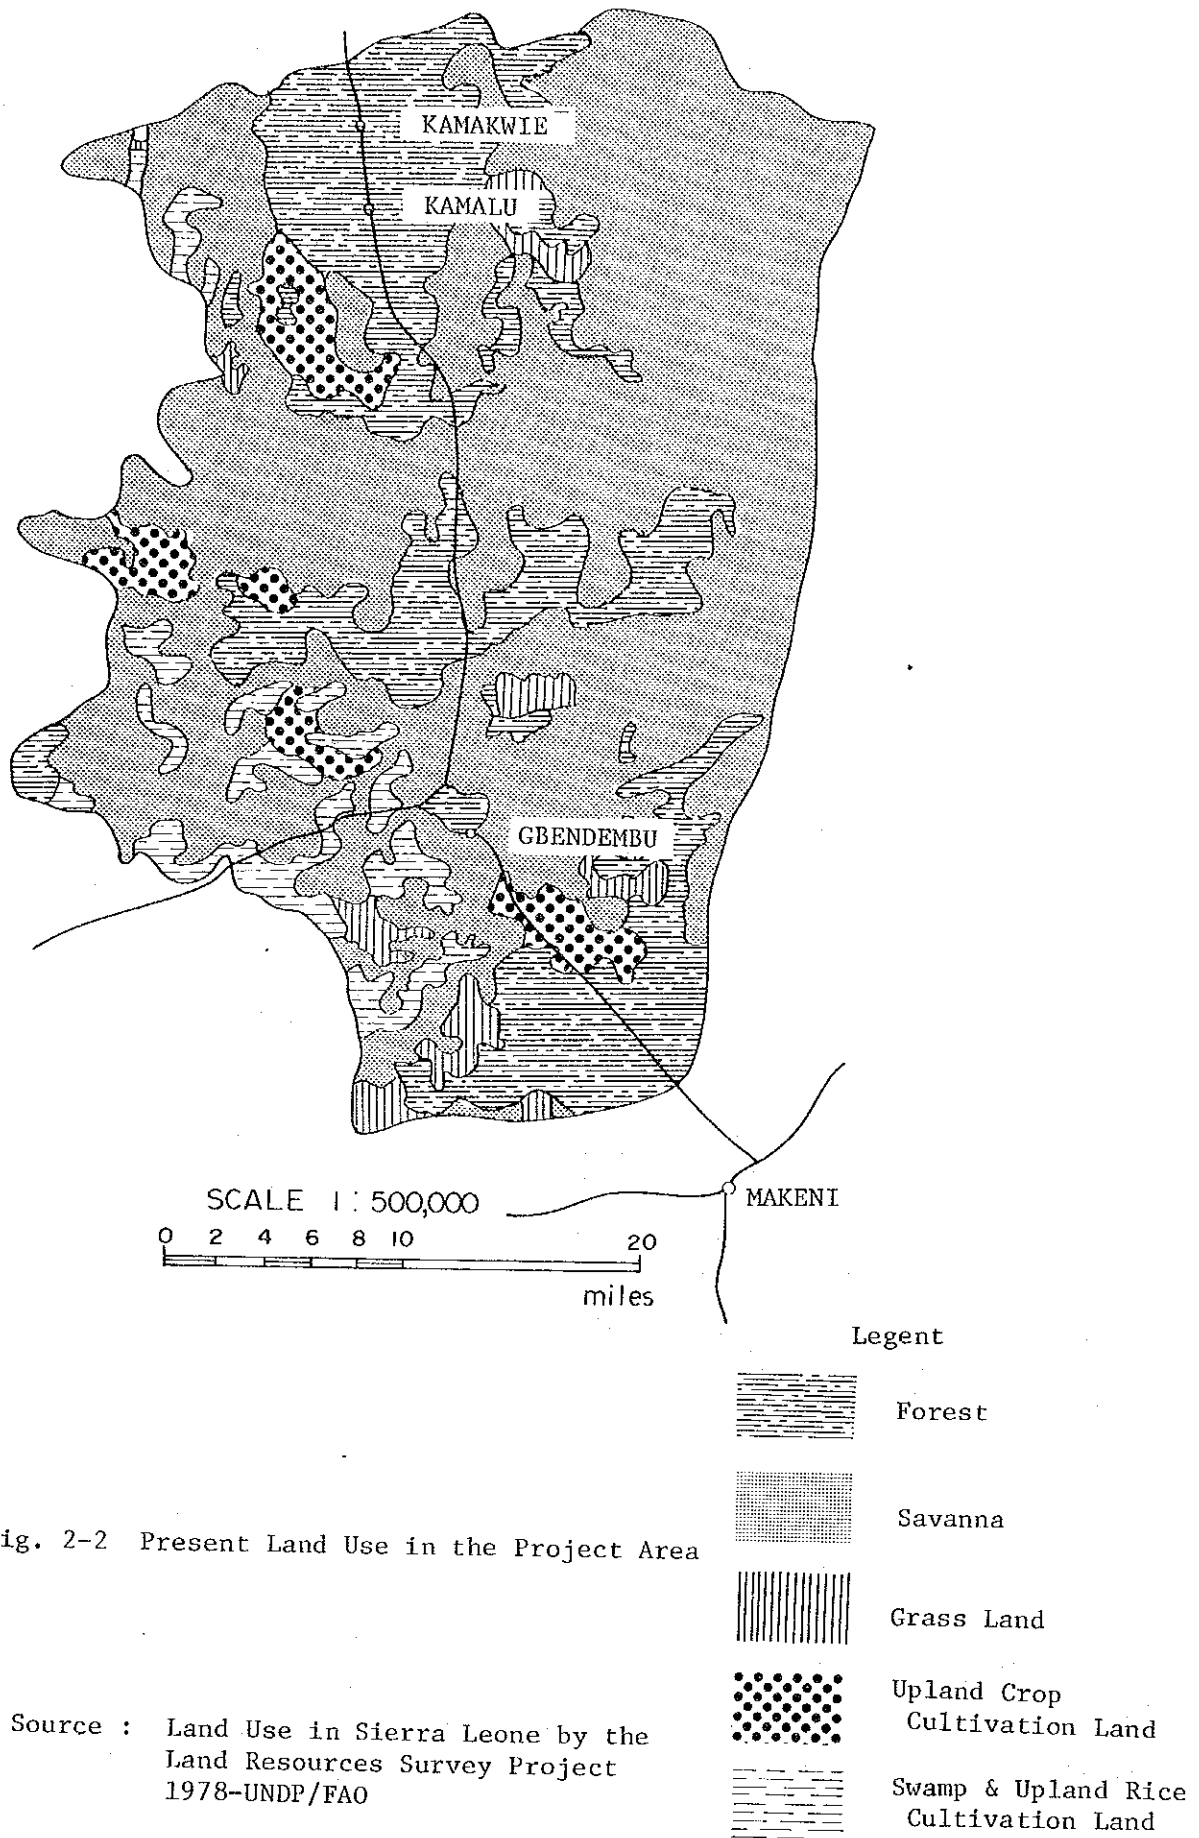 KAMAKWIE
KAMALU
GBENDEMBU
MAKENI
SCALE 1:500,000
0 2 4 6 8 10 20
miles
Legent
Forest
Savanna
Grass Land
Upland Crop
Cultivation Land
Swamp & Upland Rice
Cultivation Land
ig. 2-2 Present Land Use in the Project Area
Source : Land Use in Sierra Leone by the
Land Resources Survey Project
1978-UNDP/FAO